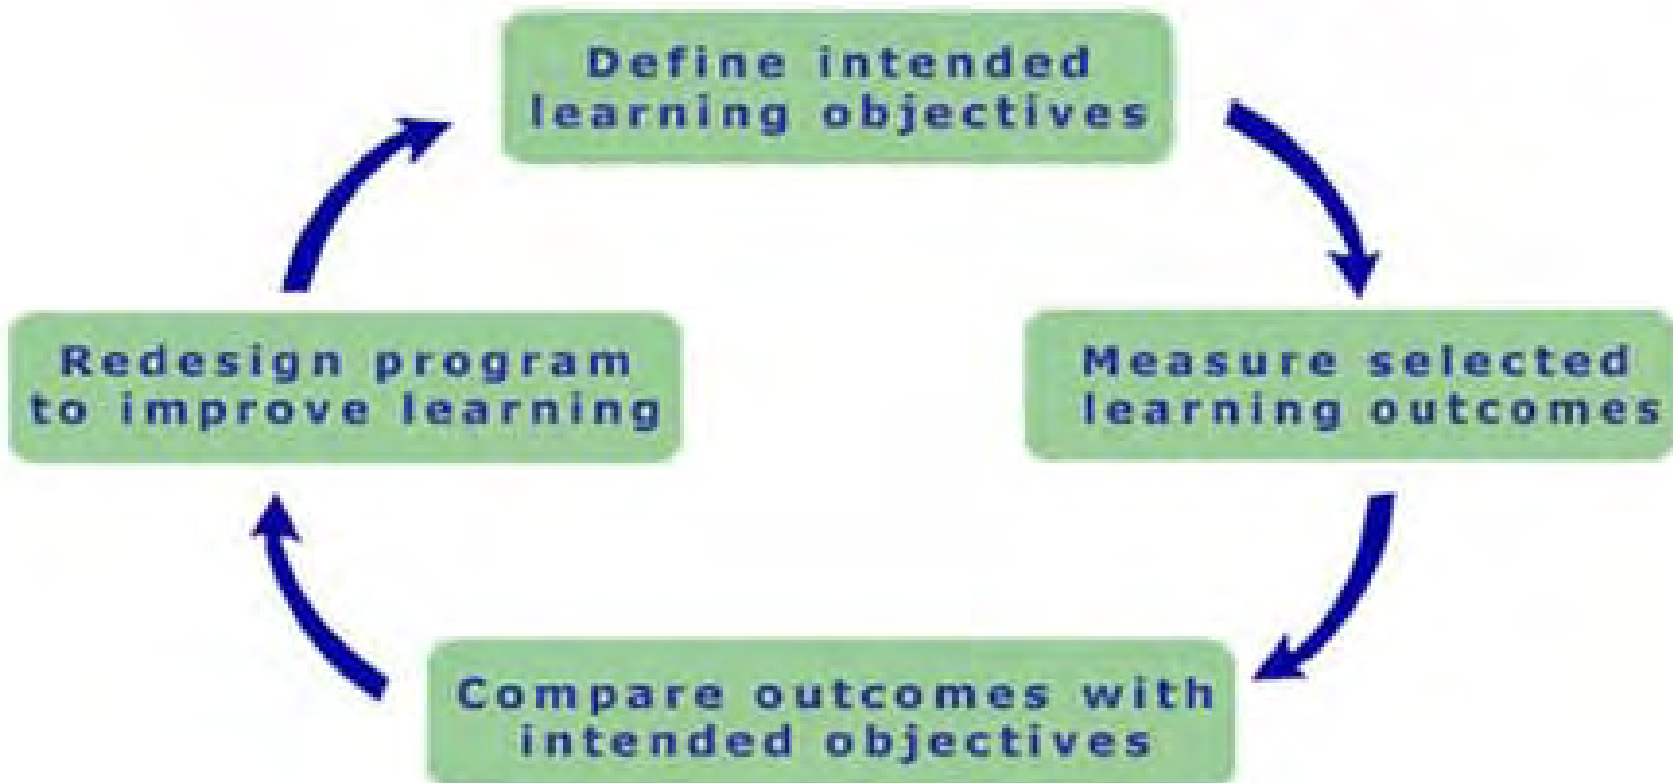 Define intended
learning objectives
Redesign program
to improve learning
Measure selected
learning outcomes
Compare outcomes with
intended objectives